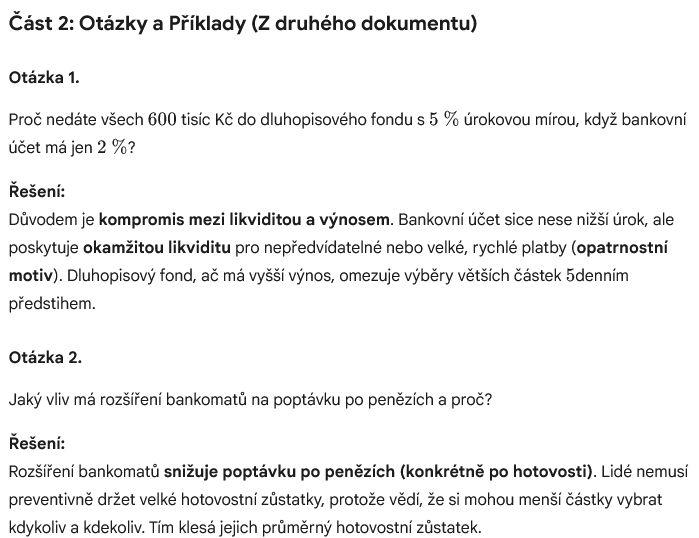 Část 2: Otázky a Příklady (Z druhého dokumentu)
Otázka 1.
Proč nedáte všech 600 tisíc Kč do dluhopisového fondu s 5 % úrokovou mírou, když bankovní
účet má jen 2 %?
Řešení:
Důvodem je kompromis mezi likviditou a výnosem. Bankovní účet sice nese nižší úrok, ale
poskytuje okamžitou likviditu pro nepředvídatelné nebo velké, rychlé platby (opatrnostní
motiv). Dluhopisový fond, ač má vyšší výnos, omezuje výběry větších částek 5denním
předstihem.
Otázka 2.
Jaký vliv má rozšíření bankomatů na poptávku po penězích a proč?
Řešení:
Rozšíření bankomatů snižuje poptávku po penězích (konkrétně po hotovosti). Lidé nemusí
preventivně držet velké hotovostní zůstatky, protože vědí, že si mohou menší částky vybrat
kdykoliv a kdekoliv. Tím klesá jejich průměrný hotovostní zůstatek.